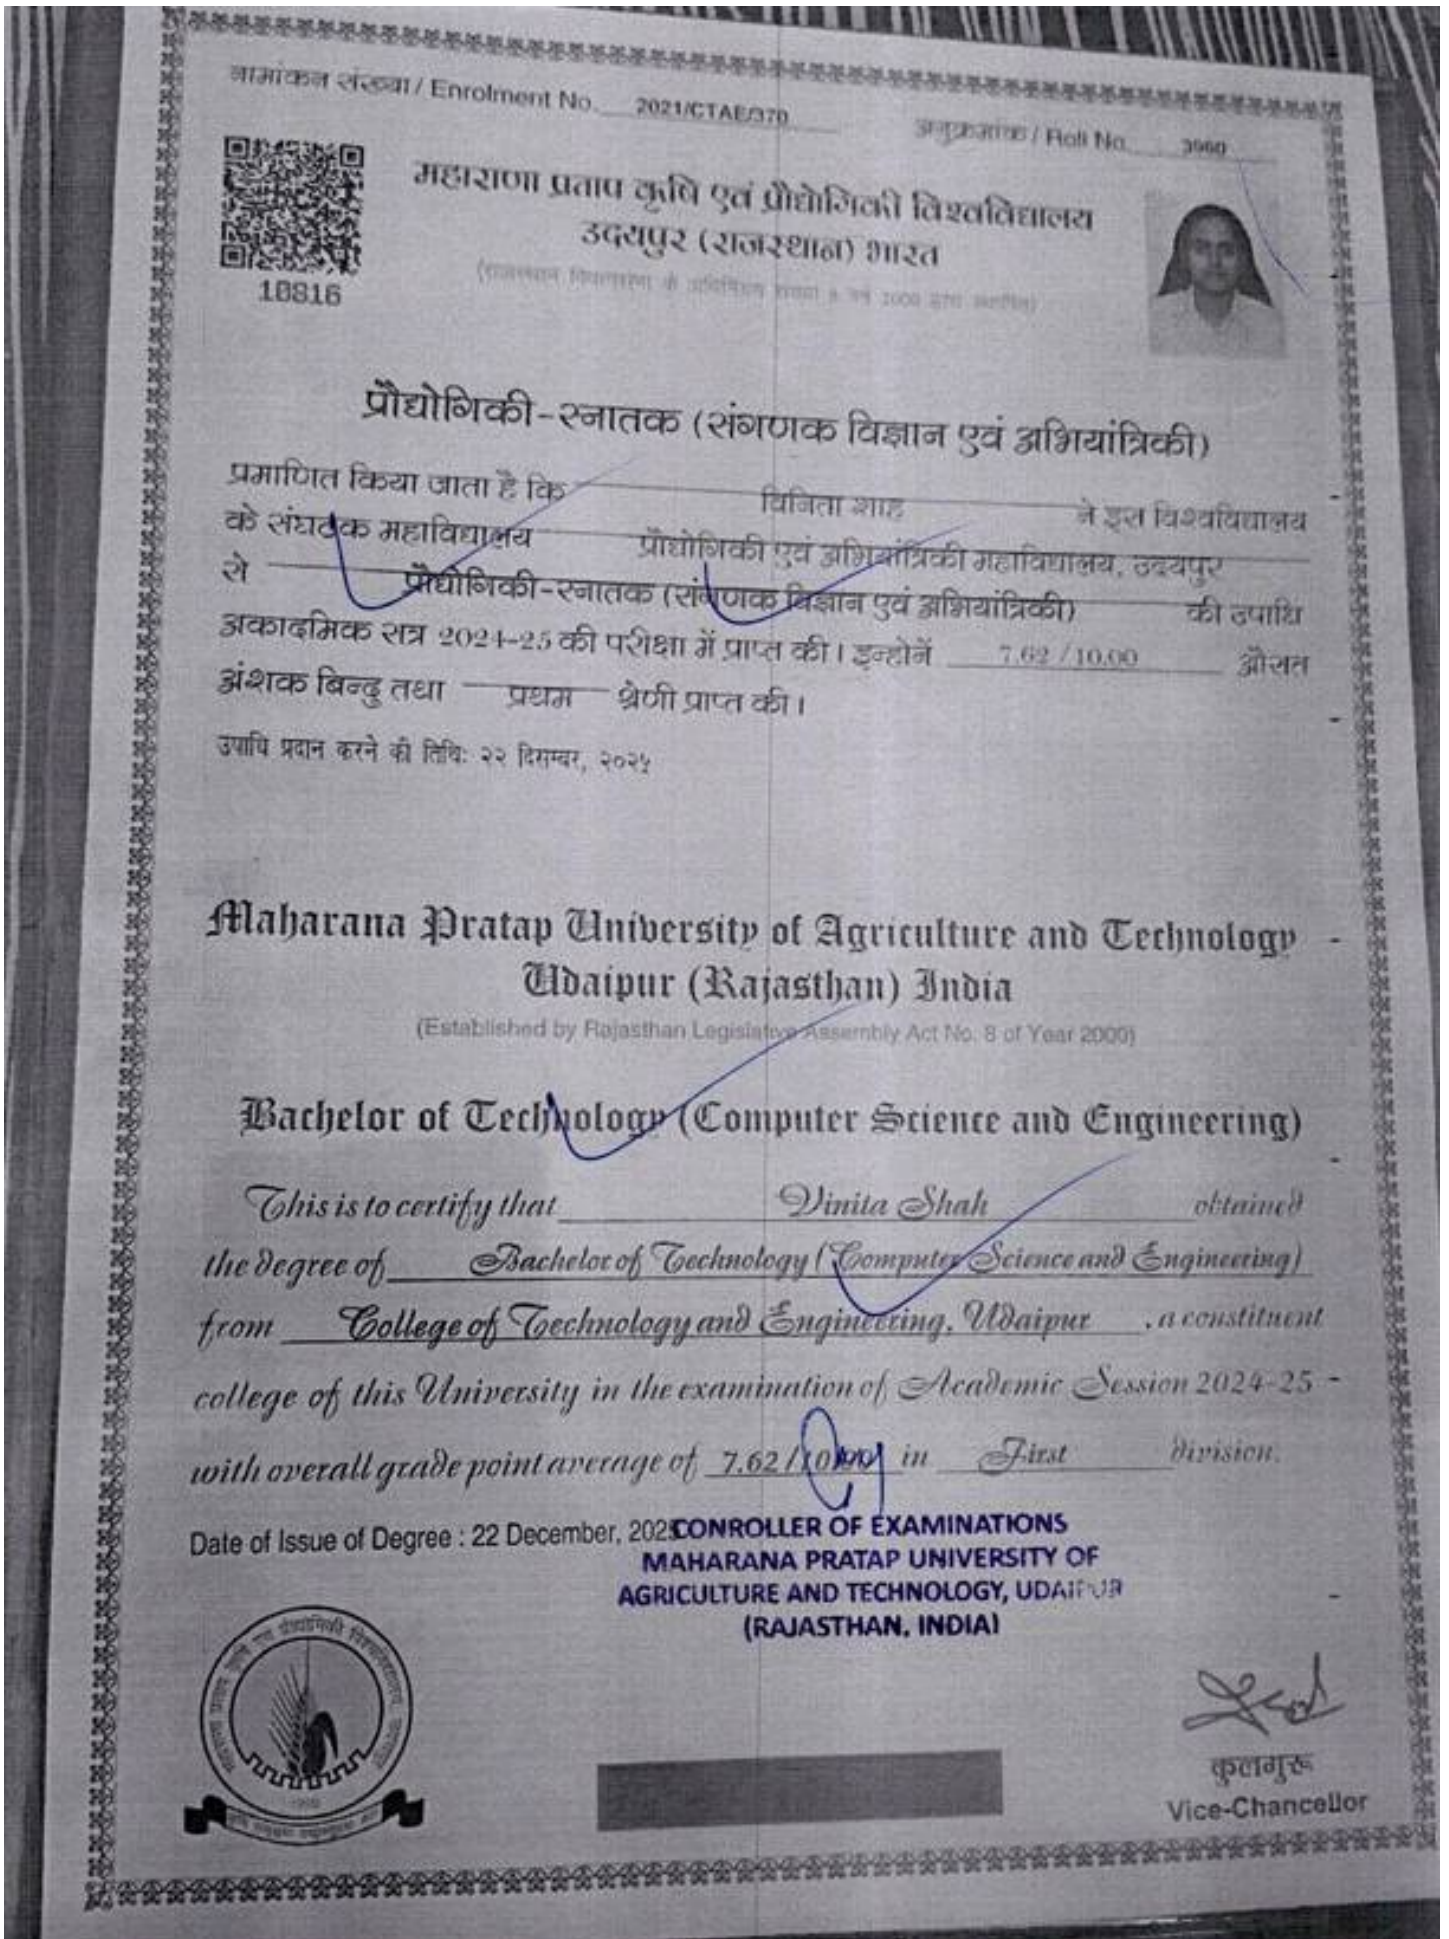 नामांकन संख्या / Enrolment No. 2021/CTAE/370
अनुक्रमांक / Roll No. 3960
10816
महाराणा प्रताप कृषि एवं प्रौद्योगिकी विश्वविद्यालय
उदयपुर (राजस्थान) भारत
(राजस्थान विधानसभा के अधिनियम संख्या 8 वर्ष 2000 द्वारा स्थापित)
प्रौद्योगिकी-स्नातक (संगणक विज्ञान एवं अभियांत्रिकी)
प्रमाणित किया जाता है कि विनिता शाह ने इस विश्वविद्यालय
के संघटक महाविद्यालय प्रौद्योगिकी एवं अभियांत्रिकी महाविद्यालय, उदयपुर
से प्रौद्योगिकी-स्नातक (संगणक विज्ञान एवं अभियांत्रिकी) की उपाधि
अकादमिक सत्र 2024-25 की परीक्षा में प्राप्त की। इन्होनें 7.62 /10.00 औसत
अंशक बिन्दु तथा प्रथम श्रेणी प्राप्त की।
उपाधि प्रदान करने की तिथि: २२ दिसम्बर, २०२५
Maharana Pratap University of Agriculture and Technology
Udaipur (Rajasthan) India
(Established by Rajasthan Legislative Assembly Act No. 8 of Year 2000)
Bachelor of Technology (Computer Science and Engineering)
This is to certify that Vinita Shah obtained
the degree of Bachelor of Technology (Computer Science and Engineering)
from College of Technology and Engineering, Udaipur , a constituent
college of this University in the examination of Academic Session 2024-25
with overall grade point average of 7.62 /10.00 in First division.
Date of Issue of Degree : 22 December, 2025
CONROLLER OF EXAMINATIONS
MAHARANA PRATAP UNIVERSITY OF
AGRICULTURE AND TECHNOLOGY, UDAIPUR
(RAJASTHAN, INDIA)
कुलगुरू
Vice-Chancellor